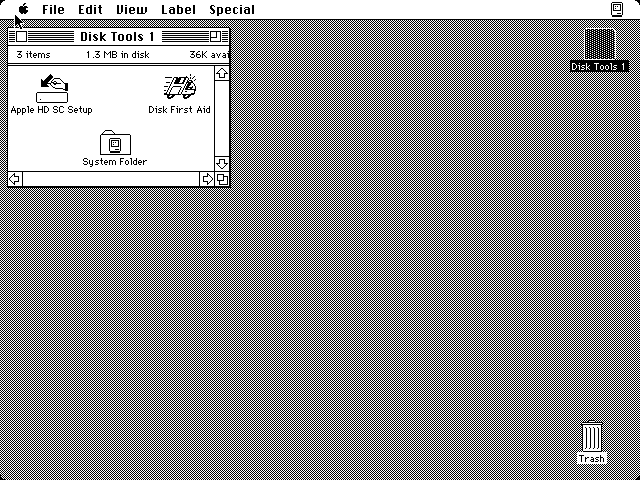 File Edit View Label Special
Disk Tools 1
3 items 1.3 MB in disk 36K avai
Disk Tools 1
Apple HD SC Setup Disk First Aid
System Folder
Trash